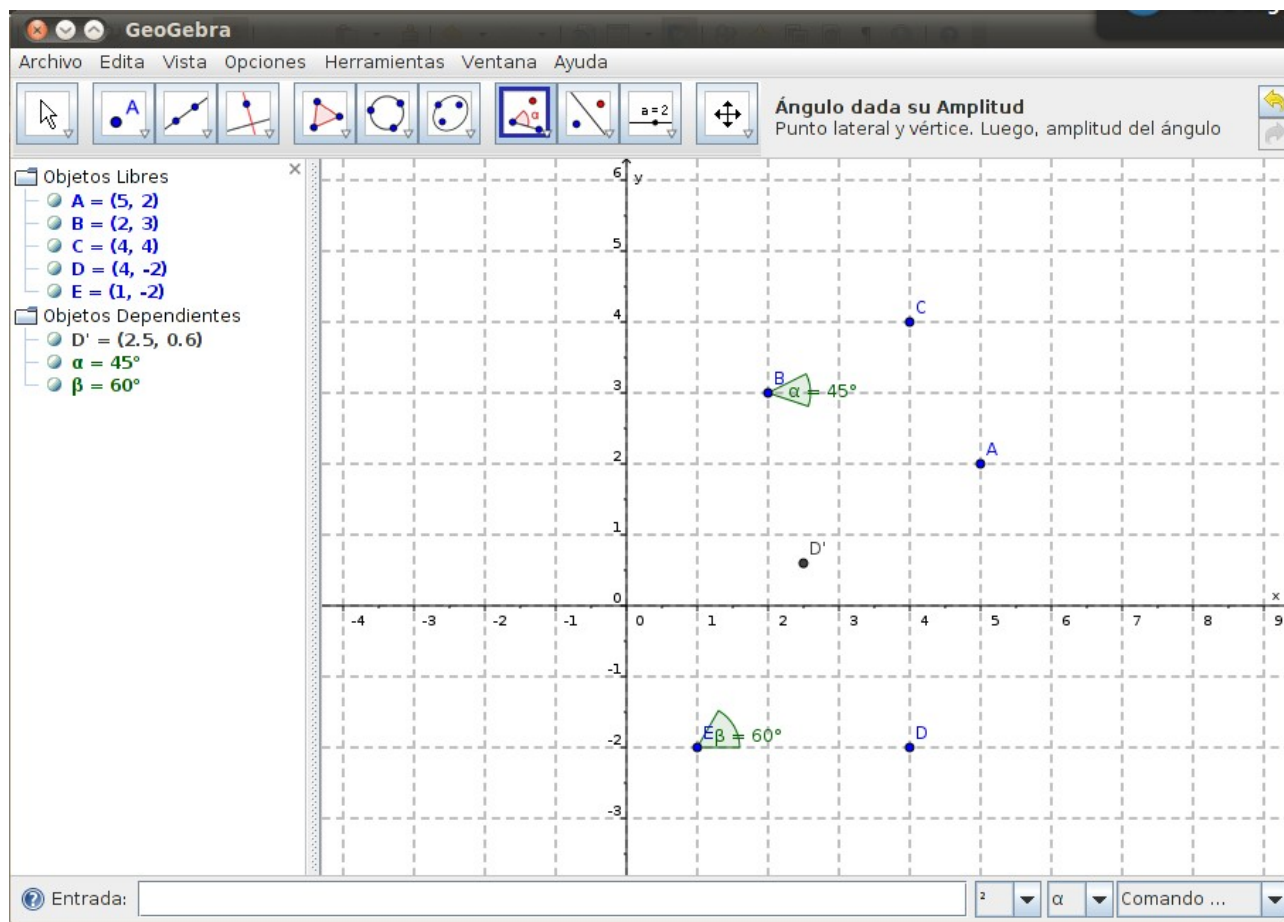 GeoGebra
Archivo Edita Vista Opciones Herramientas Ventana Ayuda
A
α
a=2
Ángulo dada su Amplitud
Punto lateral y vértice. Luego, amplitud del ángulo
Objetos Libres
A = (5, 2)
B = (2, 3)
C = (4, 4)
D = (4, -2)
E = (1, -2)
Objetos Dependientes
D' = (2.5, 0.6)
α = 45°
β = 60°
6 y
5
4 C
3 B α = 45°
2 A
1
D'
0 x
-4 -3 -2 -1 0 1 2 3 4 5 6 7 8 9
-1
-2 E β = 60° D
-3
Entrada: ² α Comando ...